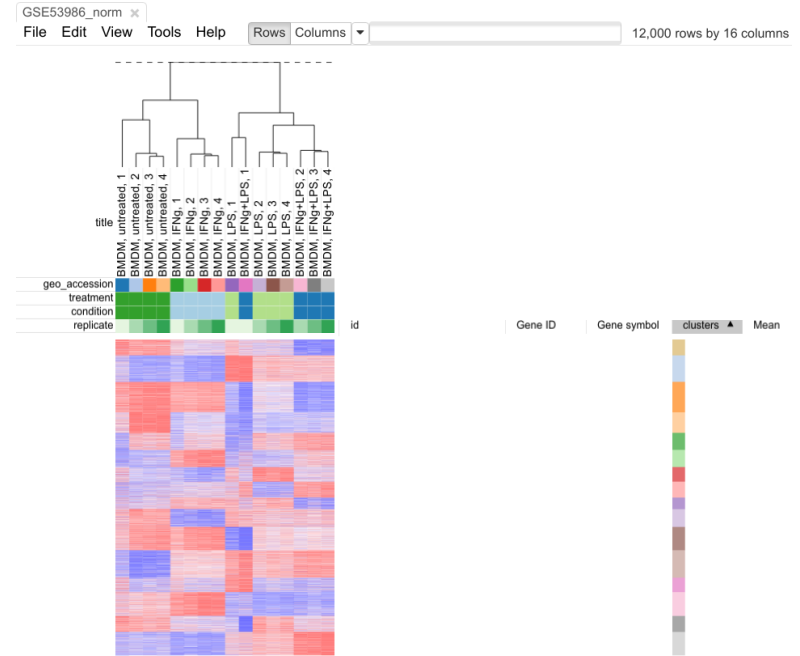 GSE53986_norm ×
File Edit View Tools Help Rows Columns 12,000 rows by 16 columns
title
BMDM, untreated, 1
BMDM, untreated, 2
BMDM, untreated, 3
BMDM, untreated, 4
BMDM, IFNg, 1
BMDM, IFNg, 2
BMDM, IFNg, 3
BMDM, IFNg, 4
BMDM, LPS, 1
BMDM, IFNg+LPS, 1
BMDM, LPS, 2
BMDM, LPS, 3
BMDM, LPS, 4
BMDM, IFNg+LPS, 2
BMDM, IFNg+LPS, 3
BMDM, IFNg+LPS, 4
geo_accession
treatment
condition
replicate id Gene ID Gene symbol clusters ▲ Mean